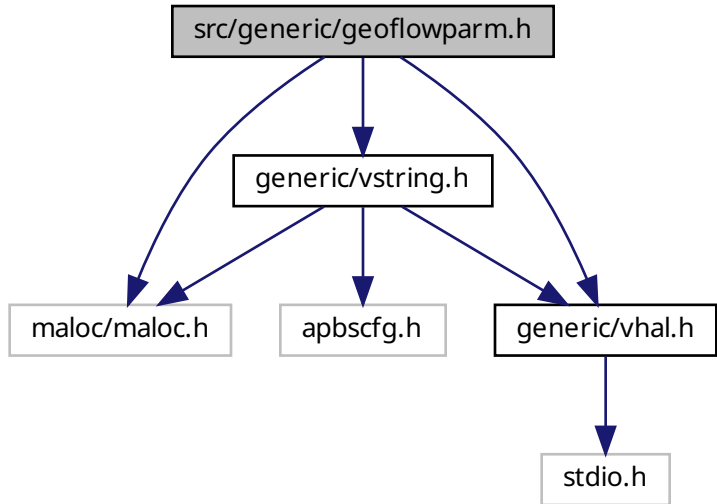 src/generic/geoflowparm.h
generic/vstring.h
maloc/maloc.h
apbscfg.h
generic/vhal.h
stdio.h